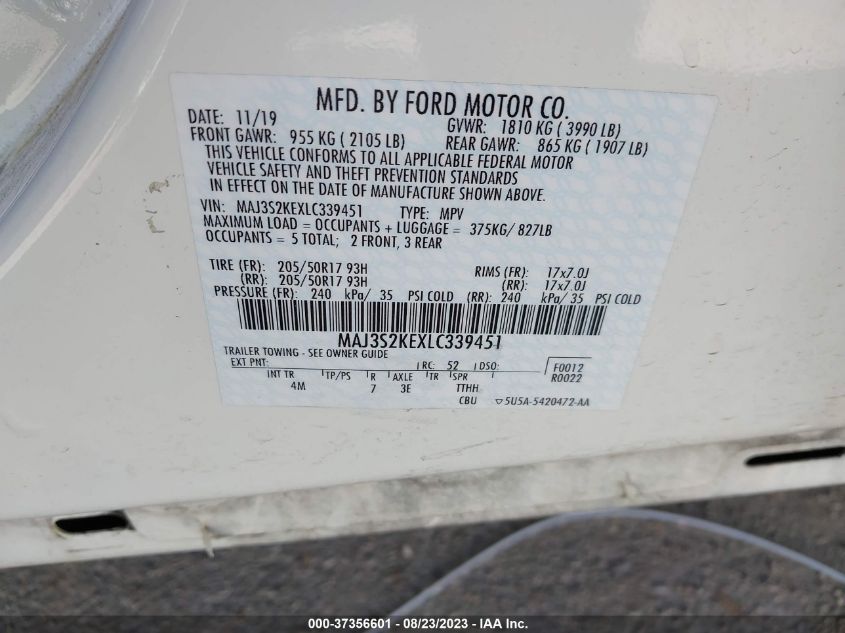 MFD. BY FORD MOTOR CO.
DATE: 11/19 GVWR: 1810 KG ( 3990 LB)
FRONT GAWR: 955 KG ( 2105 LB) REAR GAWR: 865 KG ( 1907 LB)
THIS VEHICLE CONFORMS TO ALL APPLICABLE FEDERAL MOTOR
VEHICLE SAFETY AND THEFT PREVENTION STANDARDS
IN EFFECT ON THE DATE OF MANUFACTURE SHOWN ABOVE.
VIN: MAJ3S2KEXLC339451 TYPE: MPV
MAXIMUM LOAD = OCCUPANTS + LUGGAGE = 375KG/ 827LB
OCCUPANTS = 5 TOTAL; 2 FRONT, 3 REAR
TIRE (FR): 205/50R17 93H RIMS (FR): 17x7.0J
(RR): 205/50R17 93H (RR): 17x7.0J
PRESSURE (FR): 240 kPa/ 35 PSI COLD (RR): 240 kPa/ 35 PSI COLD
MAJ3S2KEXLC339451
TRAILER TOWING - SEE OWNER GUIDE
EXT PNT: RC: 52 DSO: F0012
R0022
INT TR TP/PS R AXLE TR SPR
4M 7 3E TTHH
CBU 5U5A-5420472-AA
000-37356601 - 08/23/2023 - IAA Inc.